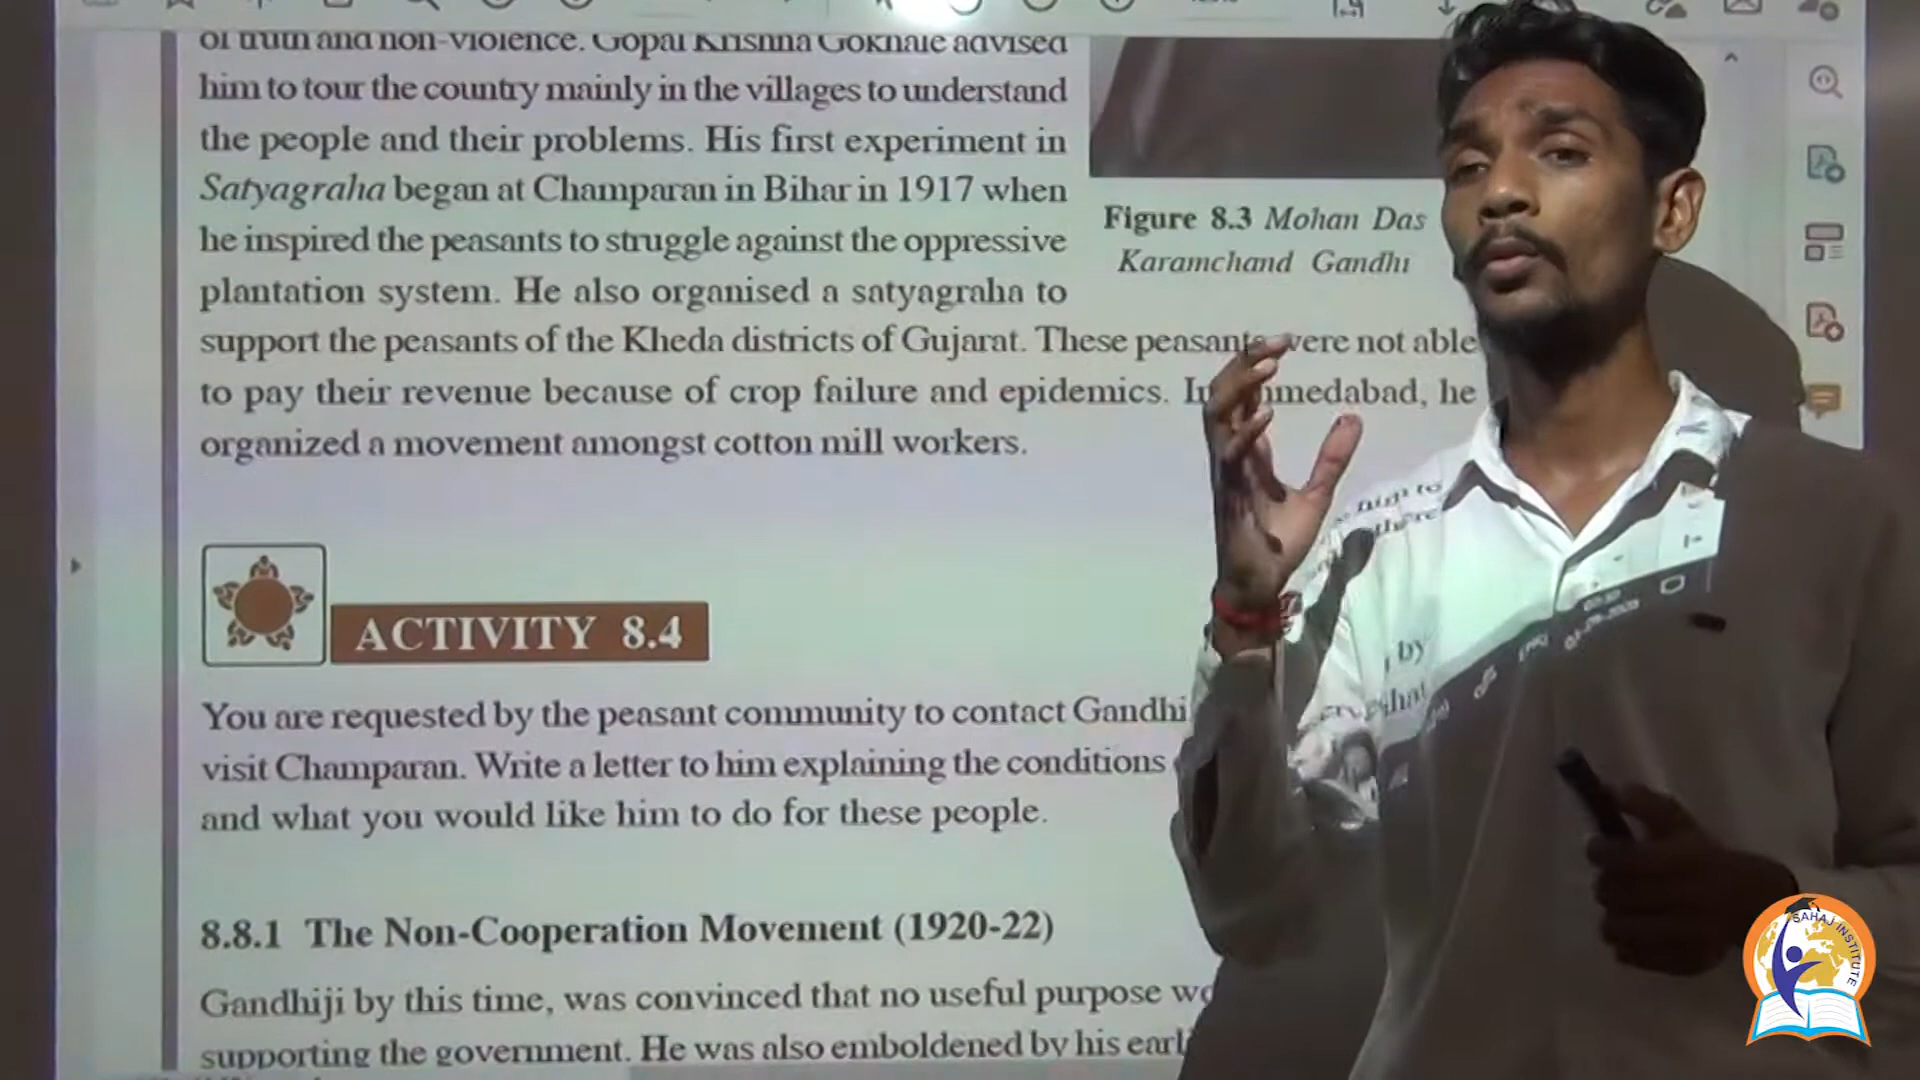 of truth and non-violence. Gopal Krishna Gokhale advised
him to tour the country mainly in the villages to understand
the people and their problems. His first experiment in
Satyagraha began at Champaran in Bihar in 1917 when
he inspired the peasants to struggle against the oppressive
plantation system. He also organised a satyagraha to
support the peasants of the Kheda districts of Gujarat. These peasants were not able
to pay their revenue because of crop failure and epidemics. In Ahmedabad, he
organized a movement amongst cotton mill workers.
Figure 8.3 Mohan Das
Karamchand Gandhi
ACTIVITY 8.4
You are requested by the peasant community to contact Gandhi
visit Champaran. Write a letter to him explaining the conditions
and what you would like him to do for these people.
8.8.1 The Non-Cooperation Movement (1920-22)
Gandhiji by this time, was convinced that no useful purpose
supporting the government. He was also emboldened by his
him to
there
by
that
SAHAJ INSTITUTE